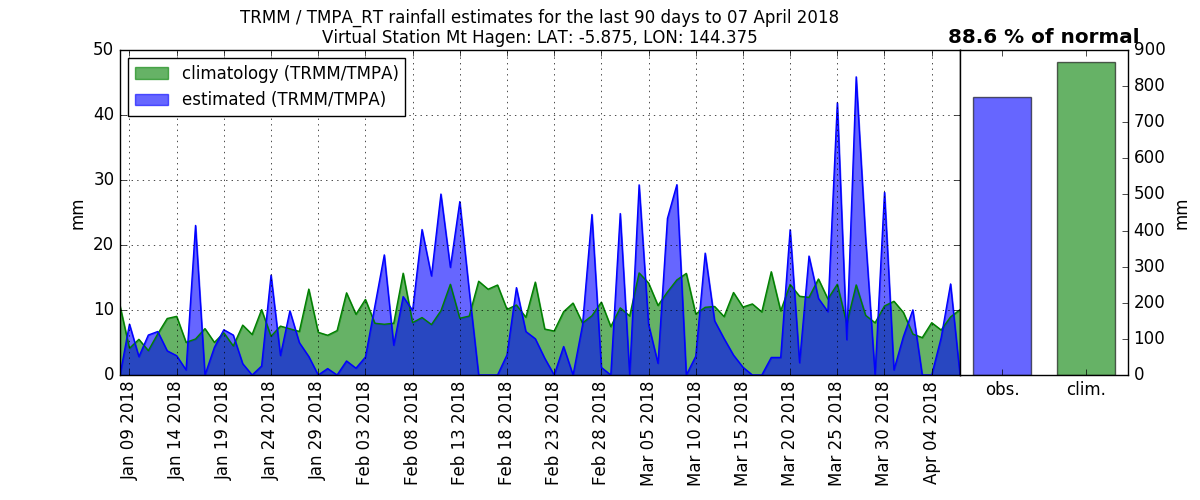 TRMM / TMPA_RT rainfall estimates for the last 90 days to 07 April 2018
Virtual Station Mt Hagen: LAT: -5.875, LON: 144.375
88.6 % of normal
climatology (TRMM/TMPA)
estimated (TRMM/TMPA)
50
40
30
20
10
0
mm
Jan 09 2018
Jan 14 2018
Jan 19 2018
Jan 24 2018
Jan 29 2018
Feb 03 2018
Feb 08 2018
Feb 13 2018
Feb 18 2018
Feb 23 2018
Feb 28 2018
Mar 05 2018
Mar 10 2018
Mar 15 2018
Mar 20 2018
Mar 25 2018
Mar 30 2018
Apr 04 2018
obs.
clim.
900
800
700
600
500
400
300
200
100
0
mm